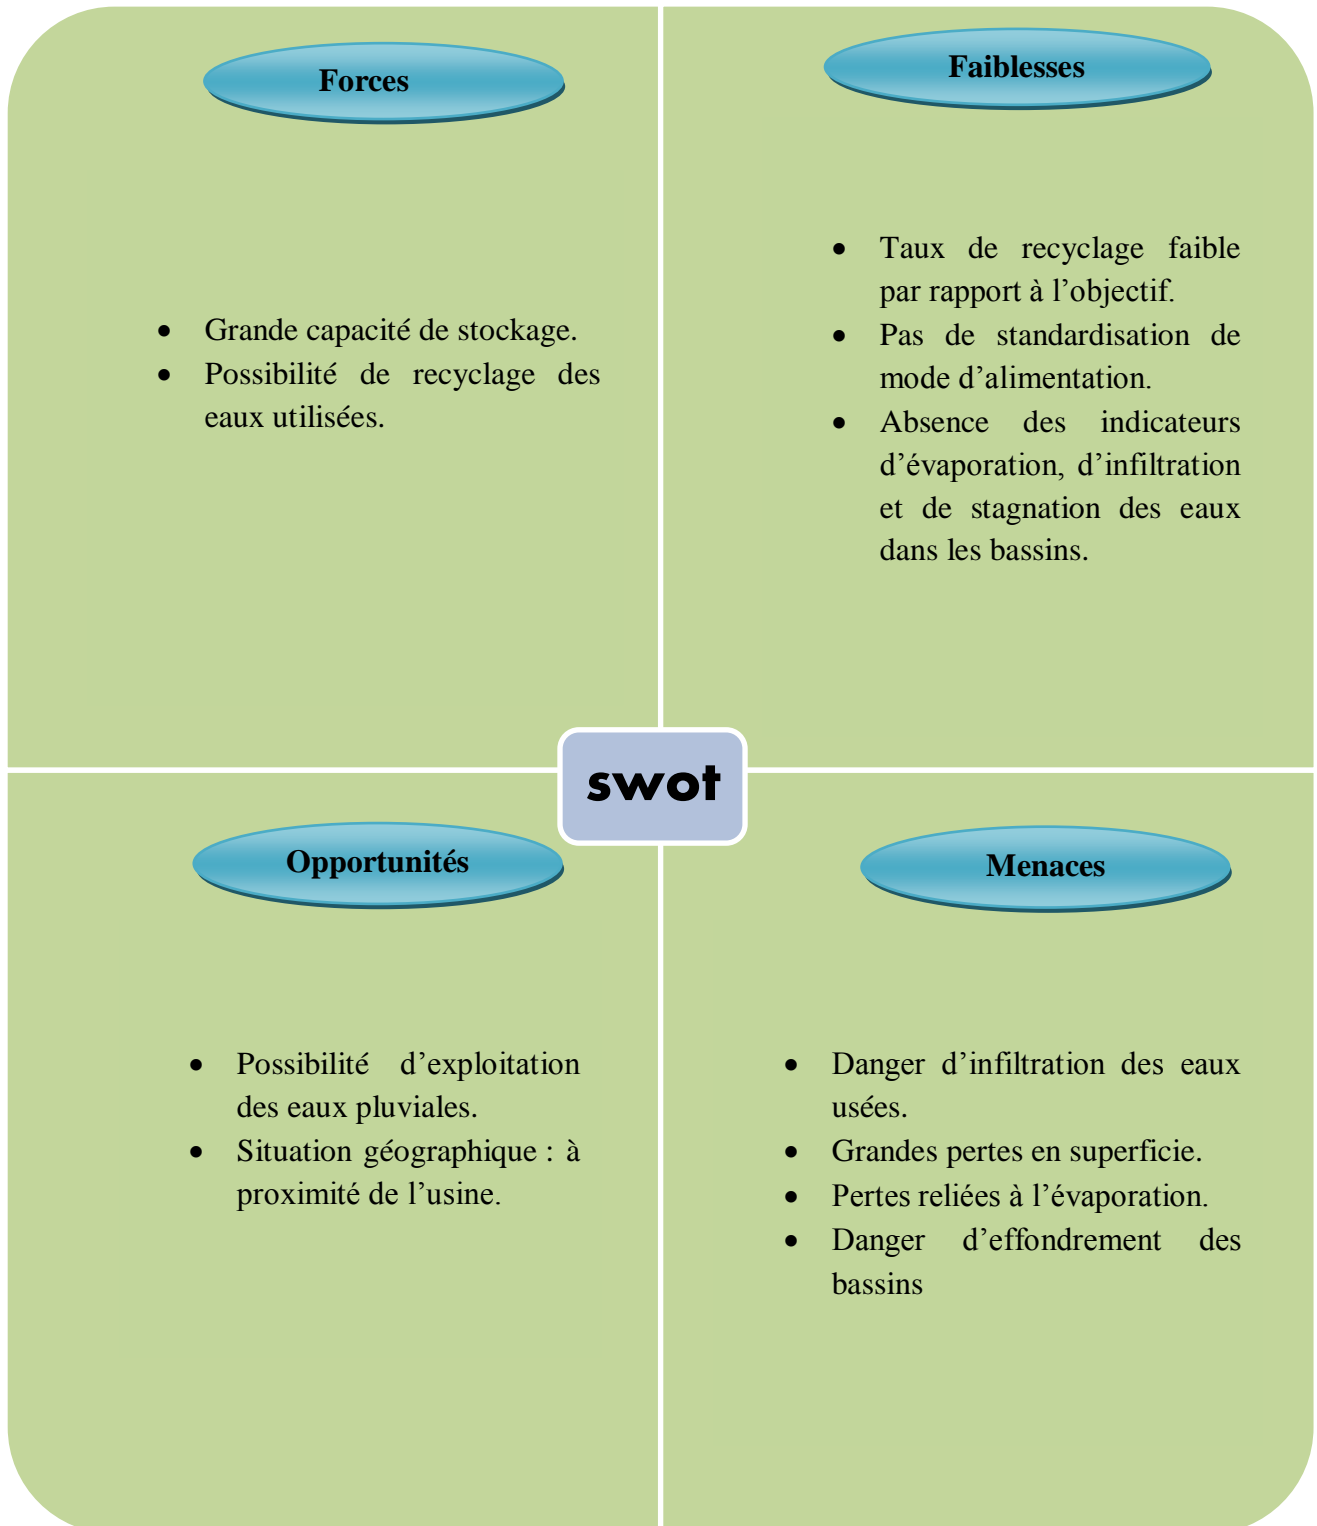 Forces
• Grande capacité de stockage.
• Possibilité de recyclage des
eaux utilisées.
Faiblesses
• Taux de recyclage faible
par rapport à l’objectif.
• Pas de standardisation de
mode d’alimentation.
• Absence des indicateurs
d’évaporation, d’infiltration
et de stagnation des eaux
dans les bassins.
swot
Opportunités
• Possibilité d’exploitation
des eaux pluviales.
• Situation géographique : à
proximité de l’usine.
Menaces
• Danger d’infiltration des eaux
usées.
• Grandes pertes en superficie.
• Pertes reliées à l’évaporation.
• Danger d’effondrement des
bassins